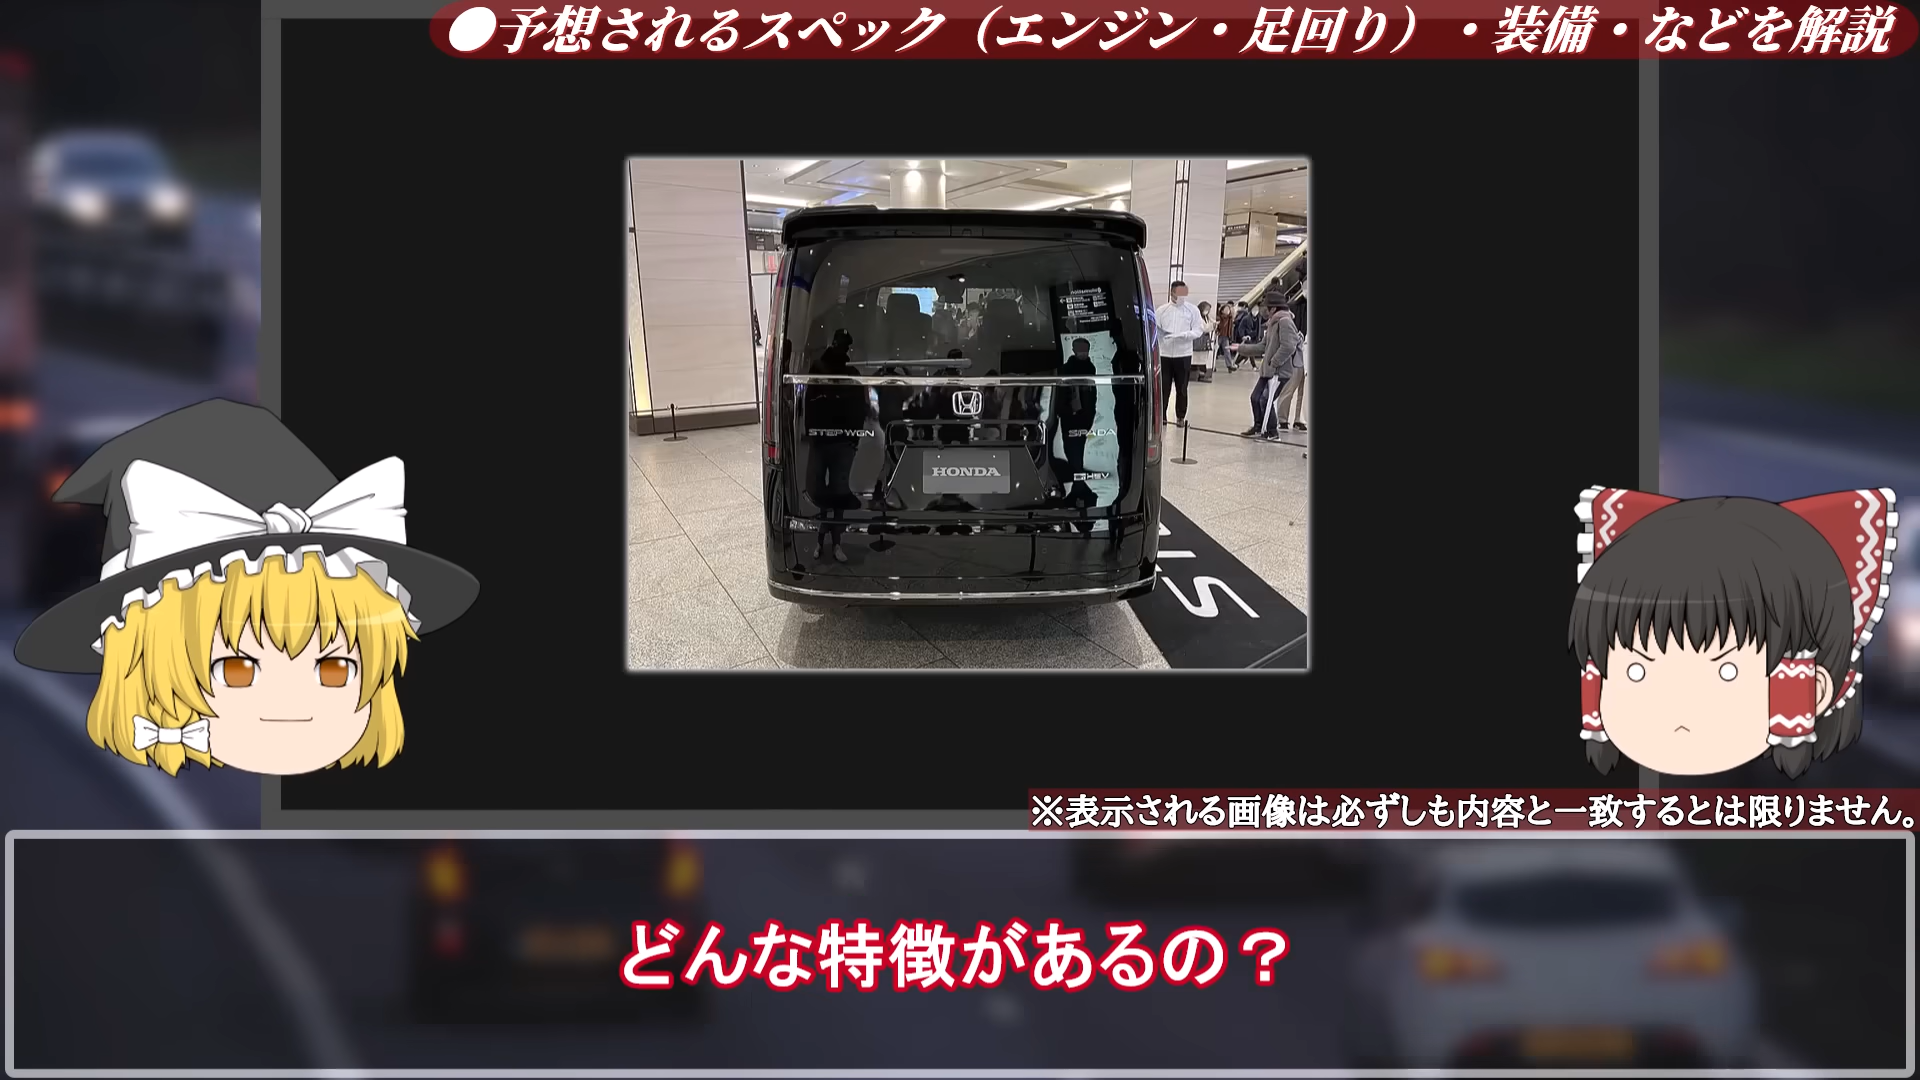 ●予想されるスペック（エンジン・足回り）・装備・などを解説
STEP WGN
SPADA
HONDA
e:HEV
※表示される画像は必ずしも内容と一致するとは限りません。
どんな特徴があるの？